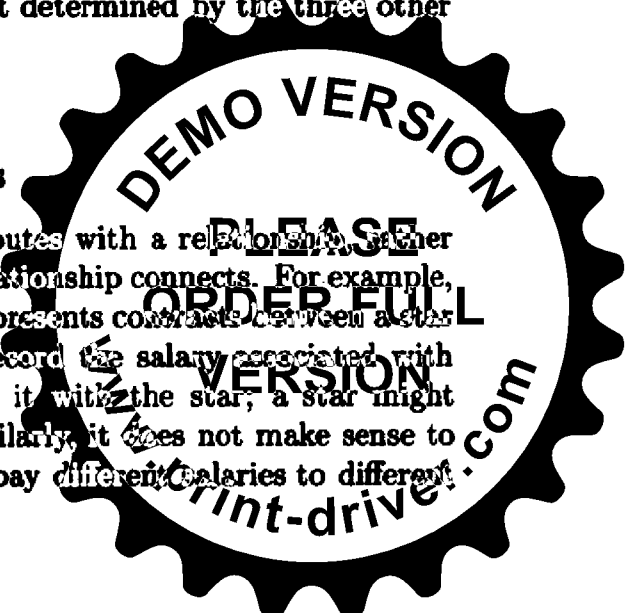 t determined by the three other
DEMO VERSION
s
outes with a relationship, rather
ationship connects. For example,
PLEASE
ORDER FULL
VERSION
presents contracts between a star
ecord the salary associated with
it with the star; a star might
ilarly, it does not make sense to
pay different salaries to different
www.print-driver.com